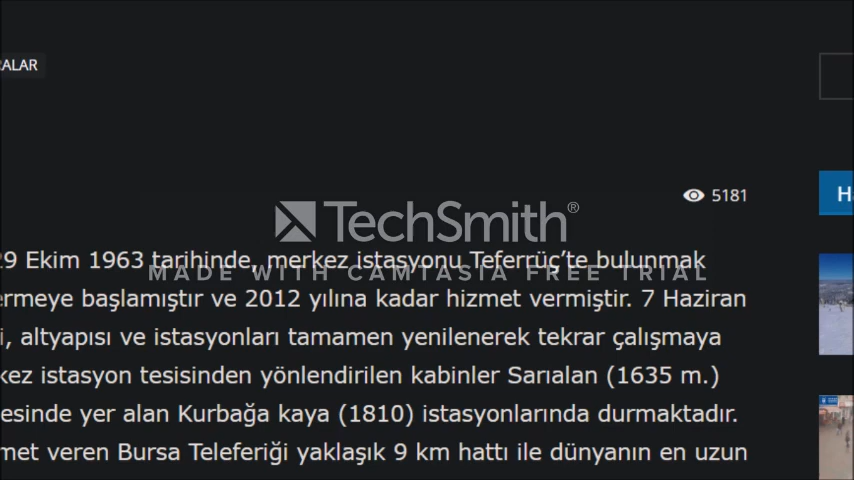 ALAR
5181
H
TechSmith®
29 Ekim 1963 tarihinde, merkez istasyonu Teferrüç’te bulunmak
MADE WITH CAMTASIA FREE TRIAL
ermeye başlamıştır ve 2012 yılına kadar hizmet vermiştir. 7 Haziran
i, altyapısı ve istasyonları tamamen yenilenerek tekrar çalışmaya
kez istasyon tesisinden yönlendirilen kabinler Sarıalan (1635 m.)
esinde yer alan Kurbağa kaya (1810) istasyonlarında durmaktadır.
met veren Bursa Teleferiği yaklaşık 9 km hattı ile dünyanın en uzun